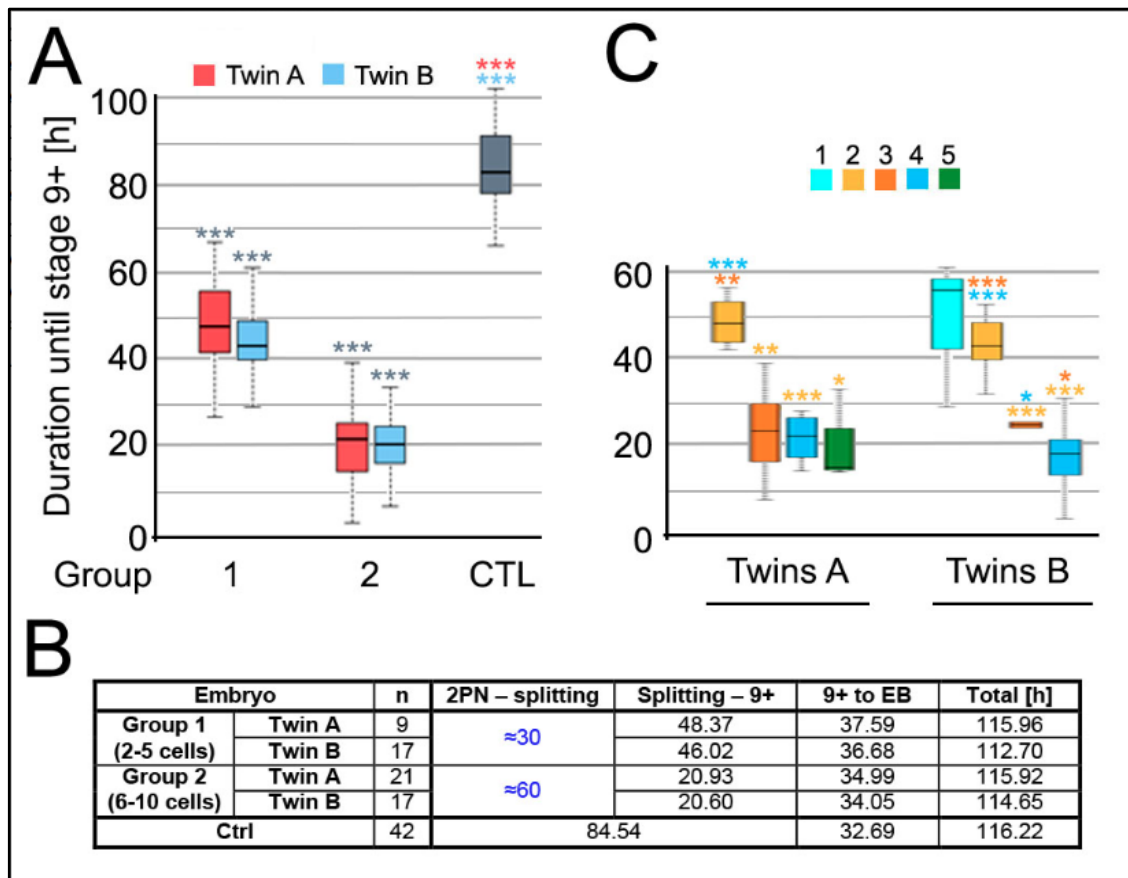 A
Twin A Twin B
***
***
Duration until stage 9+ [h]
100
80
60
40
20
0
***
***
***
***
Group 1 2 CTL
C
1 2 3 4 5
60
40
20
0
***
**
**
***
*
***
***
*
***
*
***
Twins A Twins B
B
Embryo n 2PN – splitting Splitting – 9+ 9+ to EB Total [h]
Group 1 (2-5 cells) Twin A 9 ≈30 48.37 37.59 115.96
Twin B 17 46.02 36.68 112.70
Group 2 (6-10 cells) Twin A 21 ≈60 20.93 34.99 115.92
Twin B 17 20.60 34.05 114.65
Ctrl 42 84.54 32.69 116.22